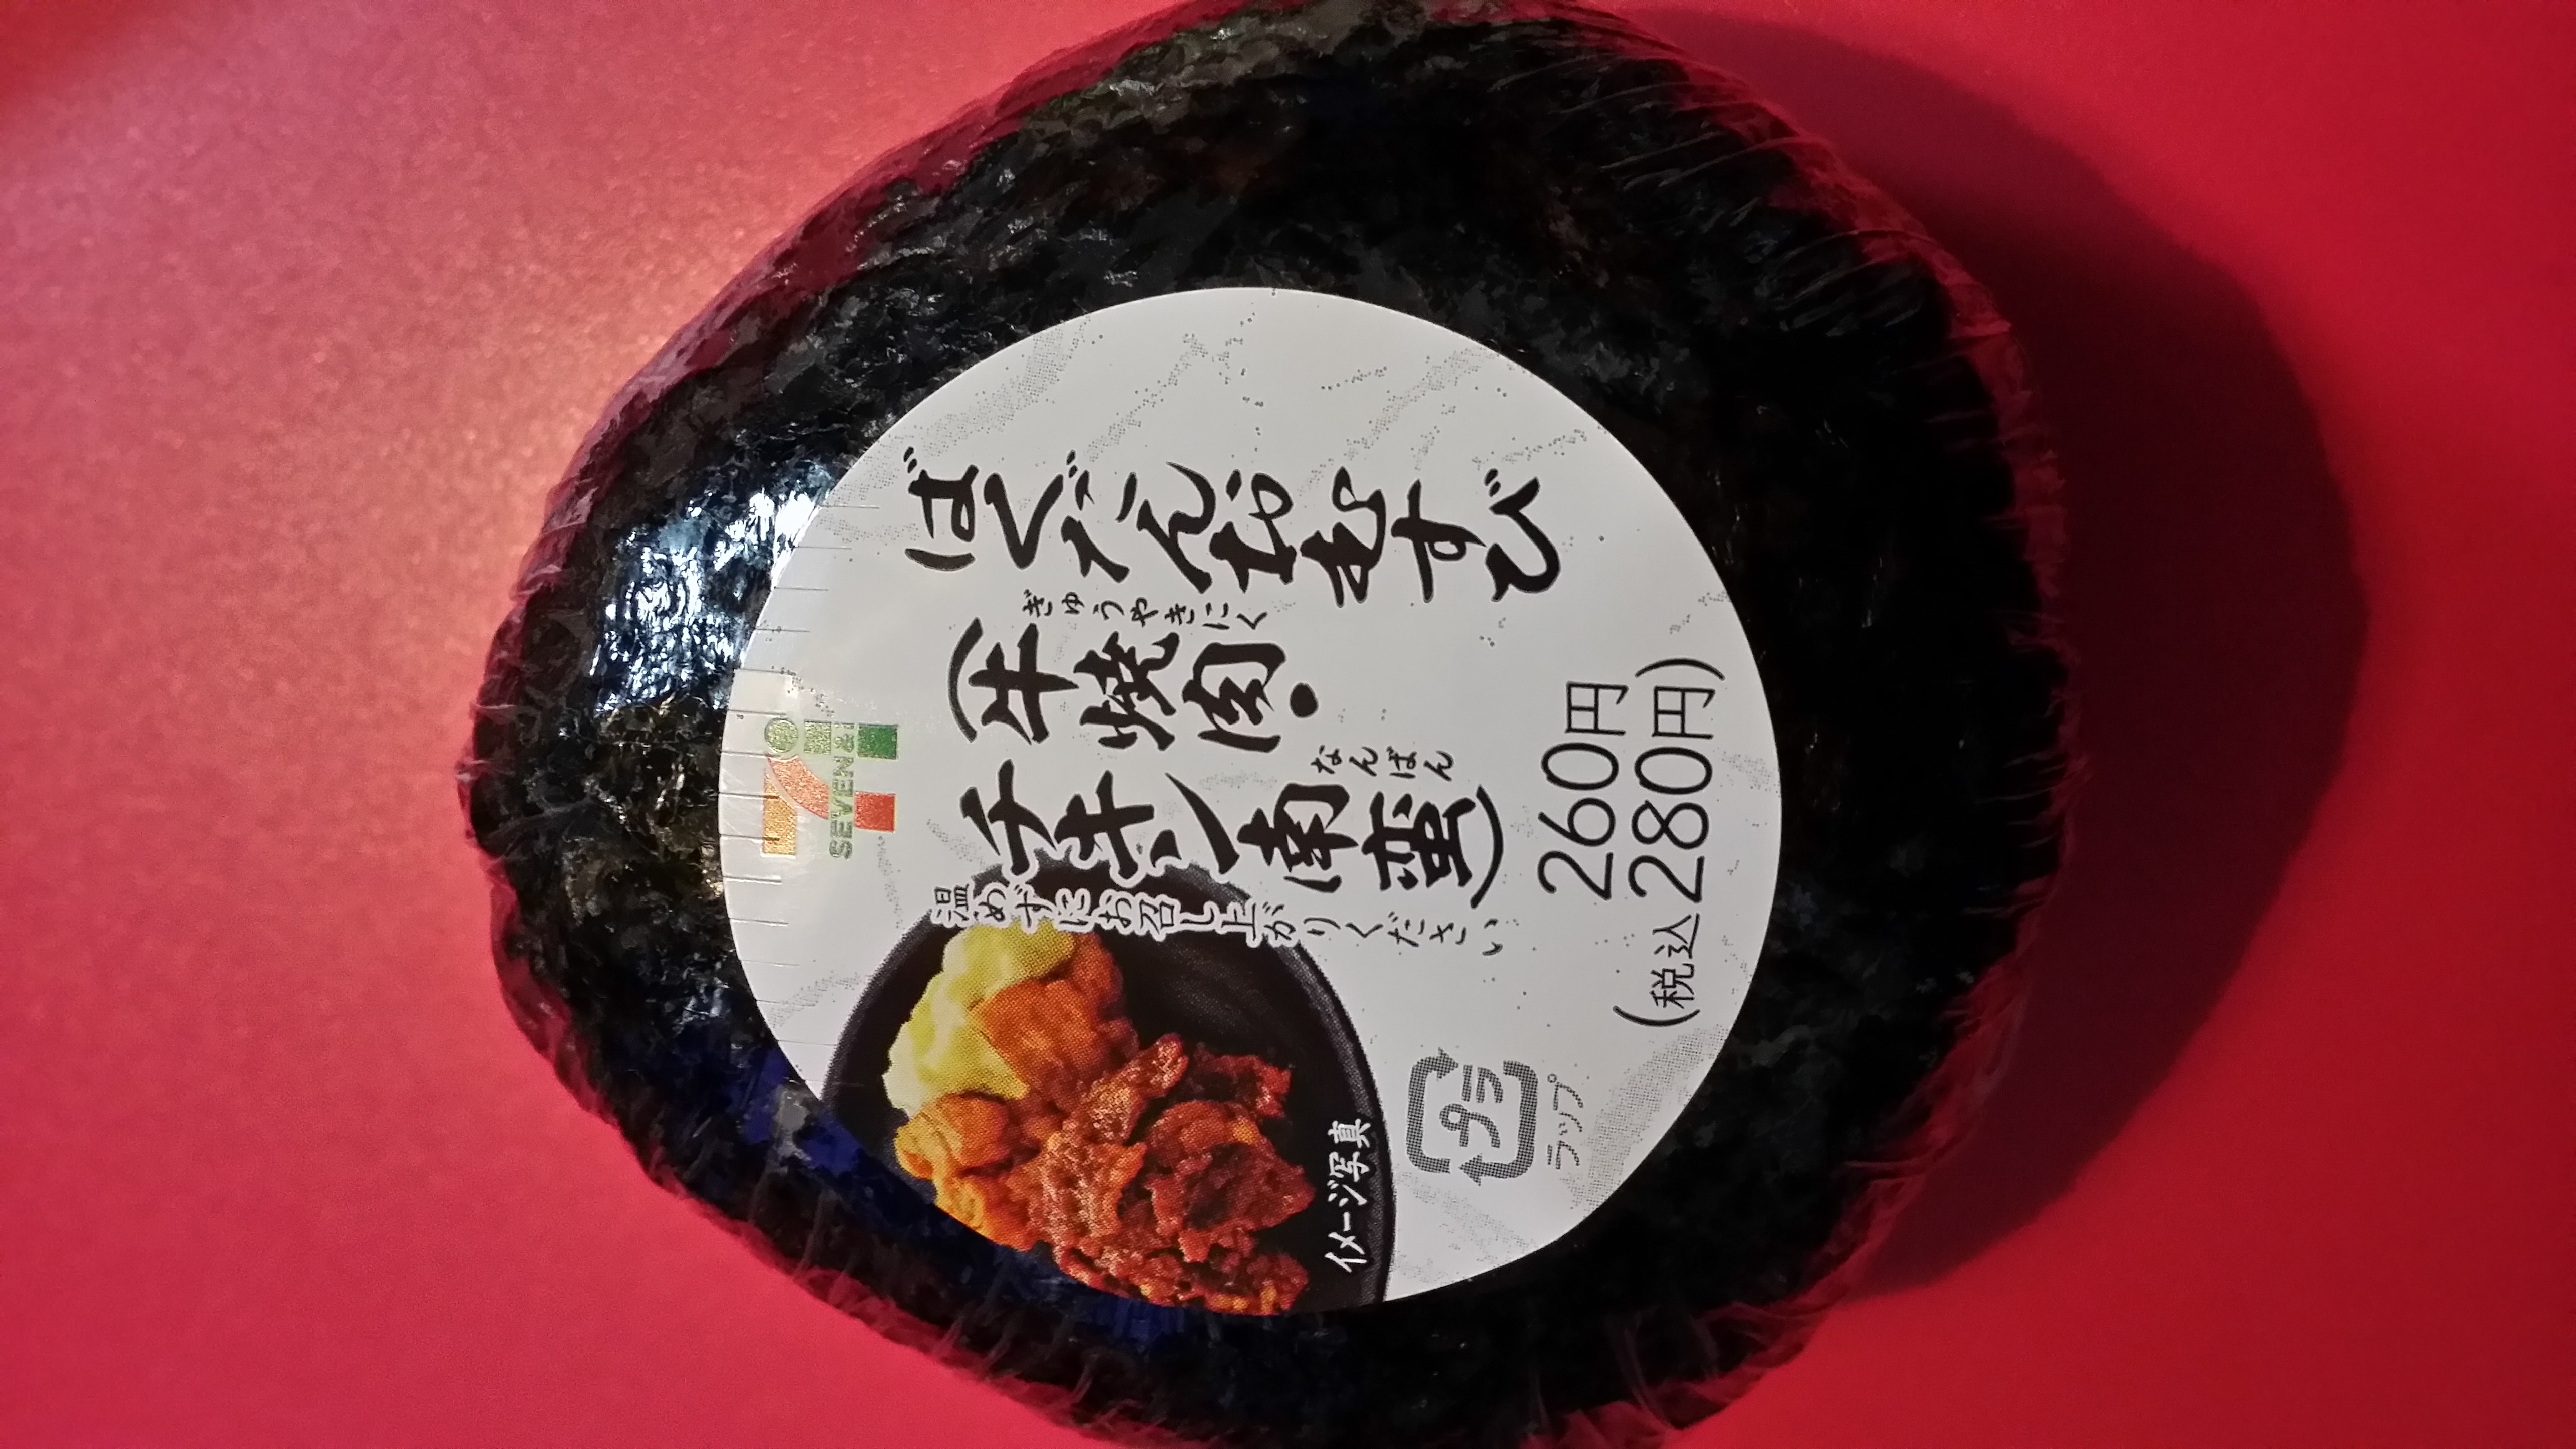 SEVEN & i
ばくだんおむすび
ぎゅうやきにく
(牛焼肉・
なんばん
チキン南蛮)
温めずにお召し上がりください
260円
(税込280円)
イメージ写真
プラ
ラップ